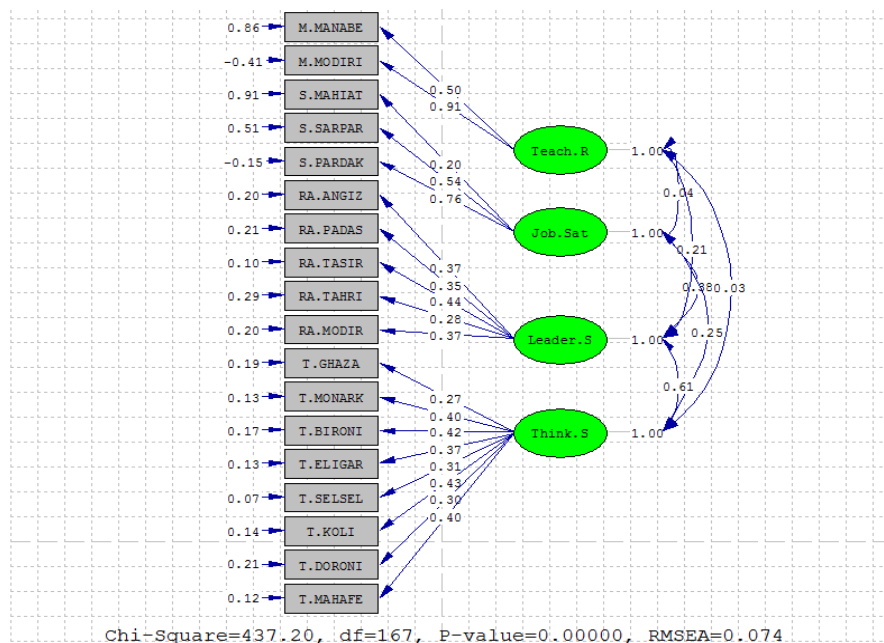 0.86 M.MANABE
-0.41 M.MODIRI
0.50
0.91 S.MAHIAT
0.91
0.51 S.SARPAR
Teach.R 1.00
-0.15 S.PARDAK
0.20
0.54
0.04
0.20 RA.ANGIZ
0.76
0.21 RA.PADAS
Job.Sat 1.00
0.21
0.10 RA.TASIR
0.37
0.35
0.38 0.03
0.29 RA.TAHRI
0.44
0.28
0.20 RA.MODIR
0.37
Leader.S 1.00
0.25
0.19 T.GHAZA
0.61
0.13 T.MONARK
0.27
0.40
0.17 T.BIRONI
0.42
Think.S 1.00
0.37
0.13 T.ELIGAR
0.31
0.07 T.SELSEL
0.43
0.30
0.14 T.KOLI
0.40
0.21 T.DORONI
0.12 T.MAHAFE
Chi-Square=437.20, df=167, P-value=0.00000, RMSEA=0.074